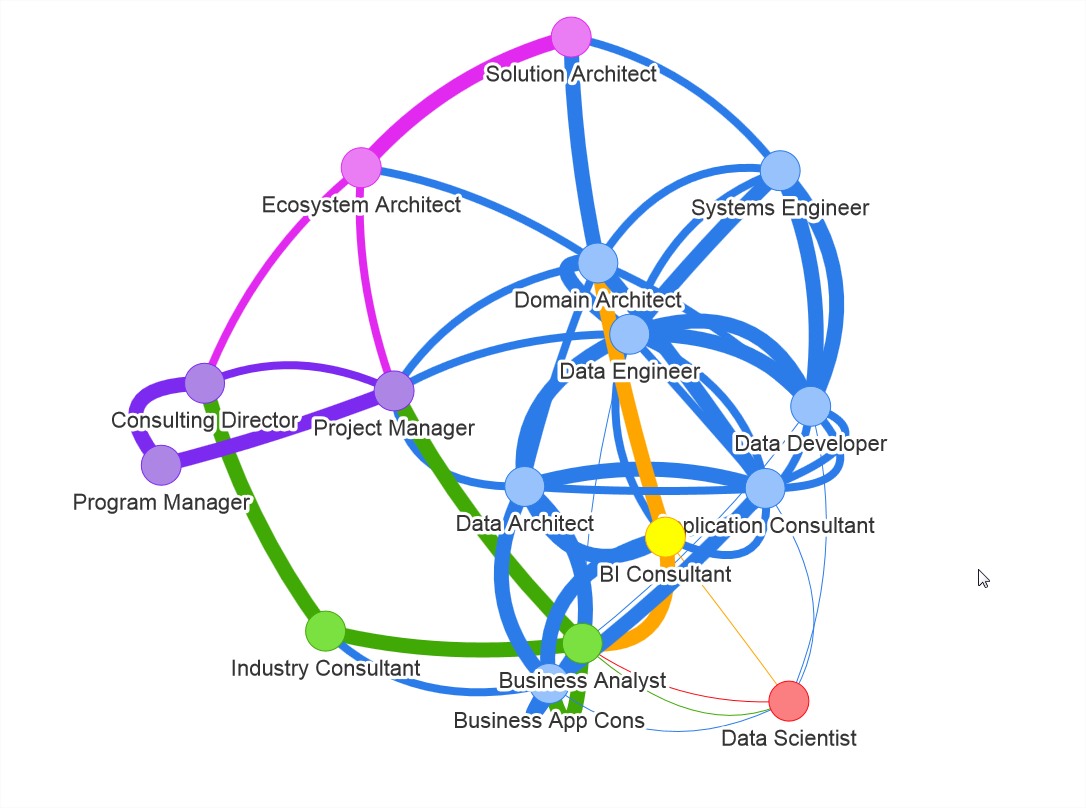 Solution Architect
Ecosystem Architect
Systems Engineer
Domain Architect
Data Engineer
Consulting Director
Project Manager
Data Developer
Program Manager
Data Architect
plication Consultant
BI Consultant
Industry Consultant
Business Analyst
Business App Cons
Data Scientist